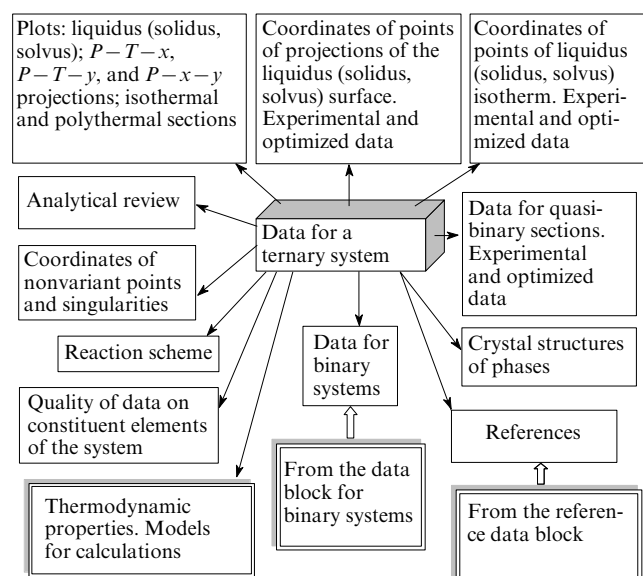 Plots: liquidus (solidus,
solvus); P−T−x,
P−T−y, and P−x−y
projections; isothermal
and polythermal sections
Coordinates of points
of projections of the
liquidus (solidus,
solvus) surface.
Experimental and
optimized data
Coordinates of
points of liquidus
(solidus, solvus)
isotherm. Experi-
mental and opti-
mized data
Analytical review
Data for a
ternary system
Data for quasi-
binary sections.
Experimental
and optimized
data
Coordinates of
nonvariant points
and singularities
Reaction scheme
Data for
binary
systems
Crystal structures
of phases
Quality of data on
constituent elements
of the system
References
From the data
block for
binary systems
Thermodynamic
properties. Models
for calculations
From the referen-
ce data block